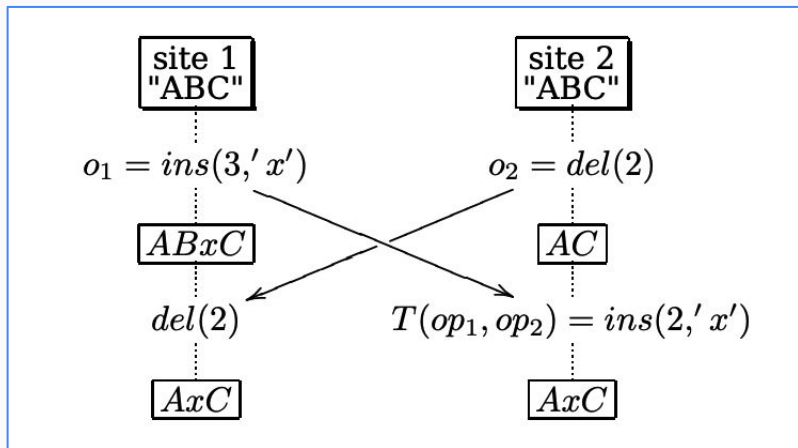 site 1
"ABC"
site 2
"ABC"
o₁ = ins(3,′ x′)
o₂ = del(2)
ABxC
AC
del(2)
T(op₁, op₂) = ins(2,′ x′)
AxC
AxC